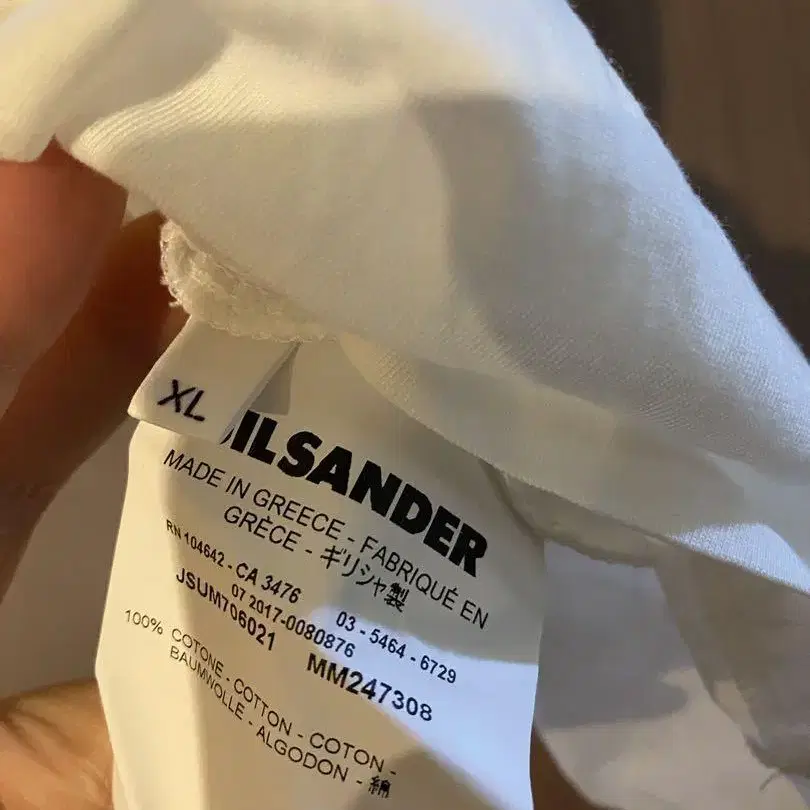 XL
JILSANDER
MADE IN GREECE - FABRIQUÉ EN
GRÈCE - ギリシャ製
RN 104642 - CA 3476
03 - 5464 - 6729
07 2017-0080876
JSUM706021
MM247308
100% COTONE - COTTON - COTON -
BAUMWOLLE - ALGODON - 綿